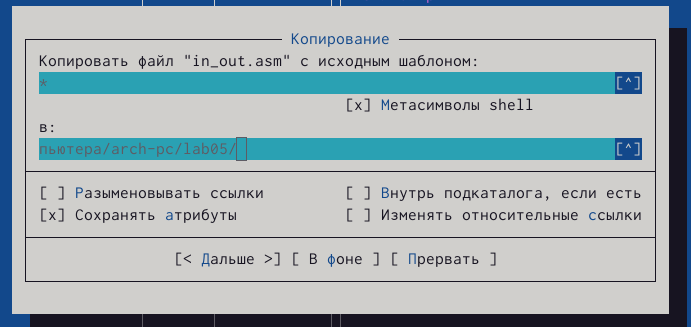 Копирование
Копировать файл "in_out.asm" с исходным шаблоном:
* [^]
[x] Метасимволы shell
в:
пьютера/arch-pc/lab05/ [^]
[ ] Разыменовывать ссылки [ ] Внутрь подкаталога, если есть
[x] Сохранять атрибуты [ ] Изменять относительные ссылки
[< Дальше >] [ В фоне ] [ Прервать ]